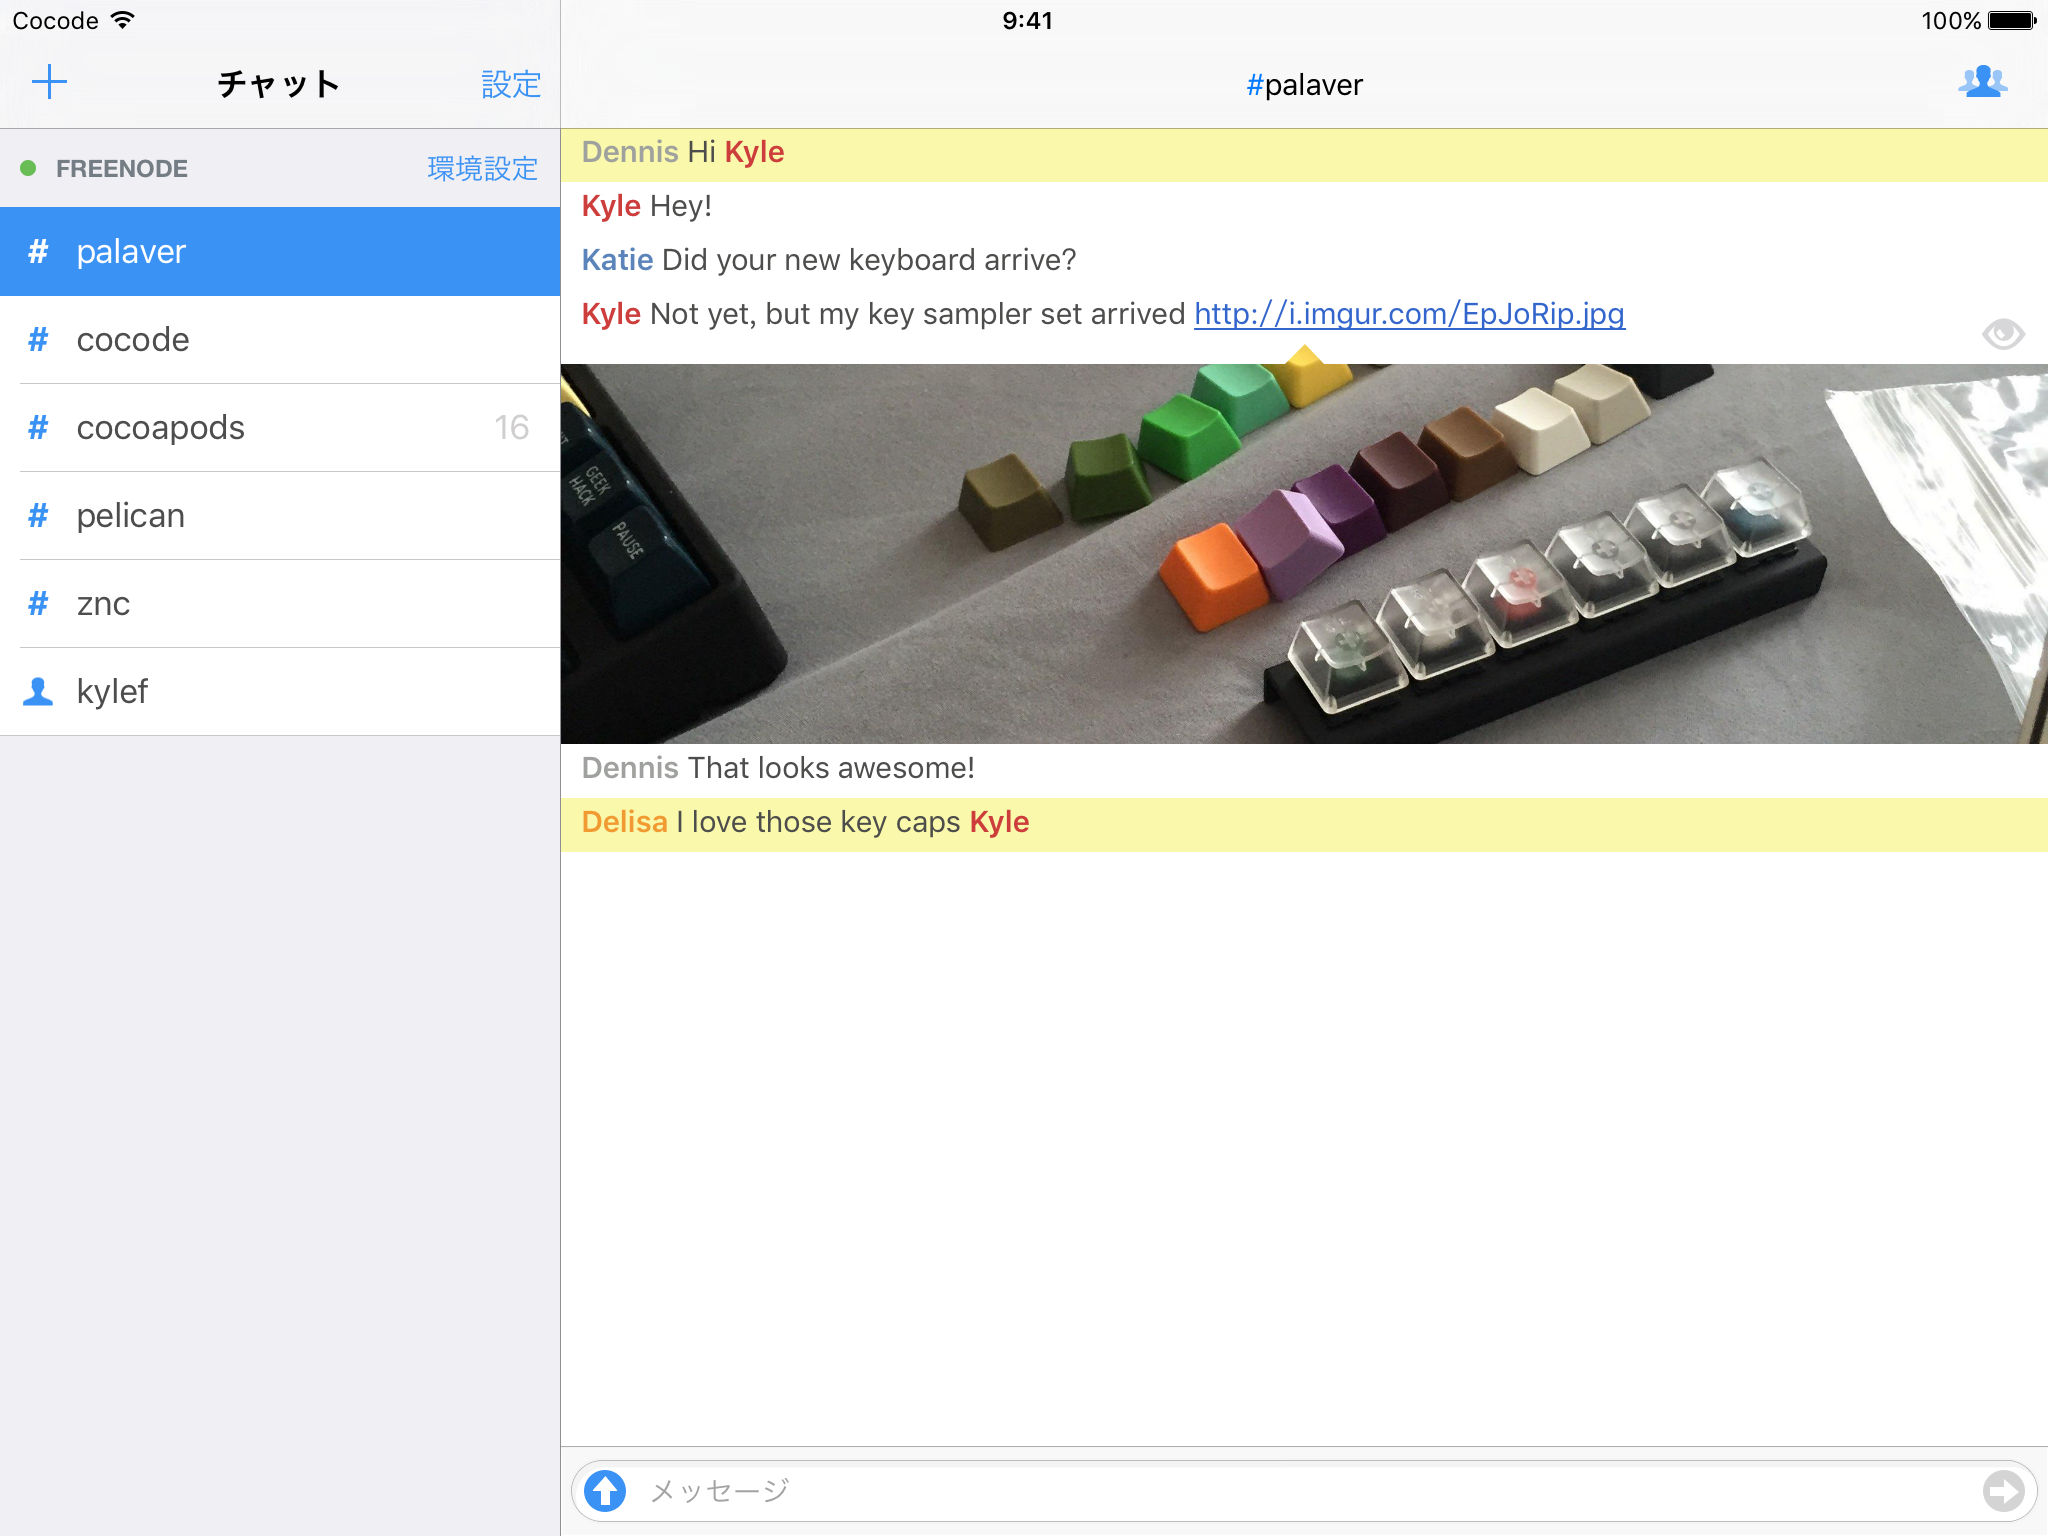 Cocode
9:41
100%
チャット
設定
#palaver
FREENODE
環境設定
# palaver
# cocode
# cocoapods 16
# pelican
# znc
kylef
Dennis Hi Kyle
Kyle Hey!
Katie Did your new keyboard arrive?
Kyle Not yet, but my key sampler set arrived http://i.imgur.com/EpJoRip.jpg
GEEK
HACK
PAUSE
Dennis That looks awesome!
Delisa I love those key caps Kyle
メッセージ